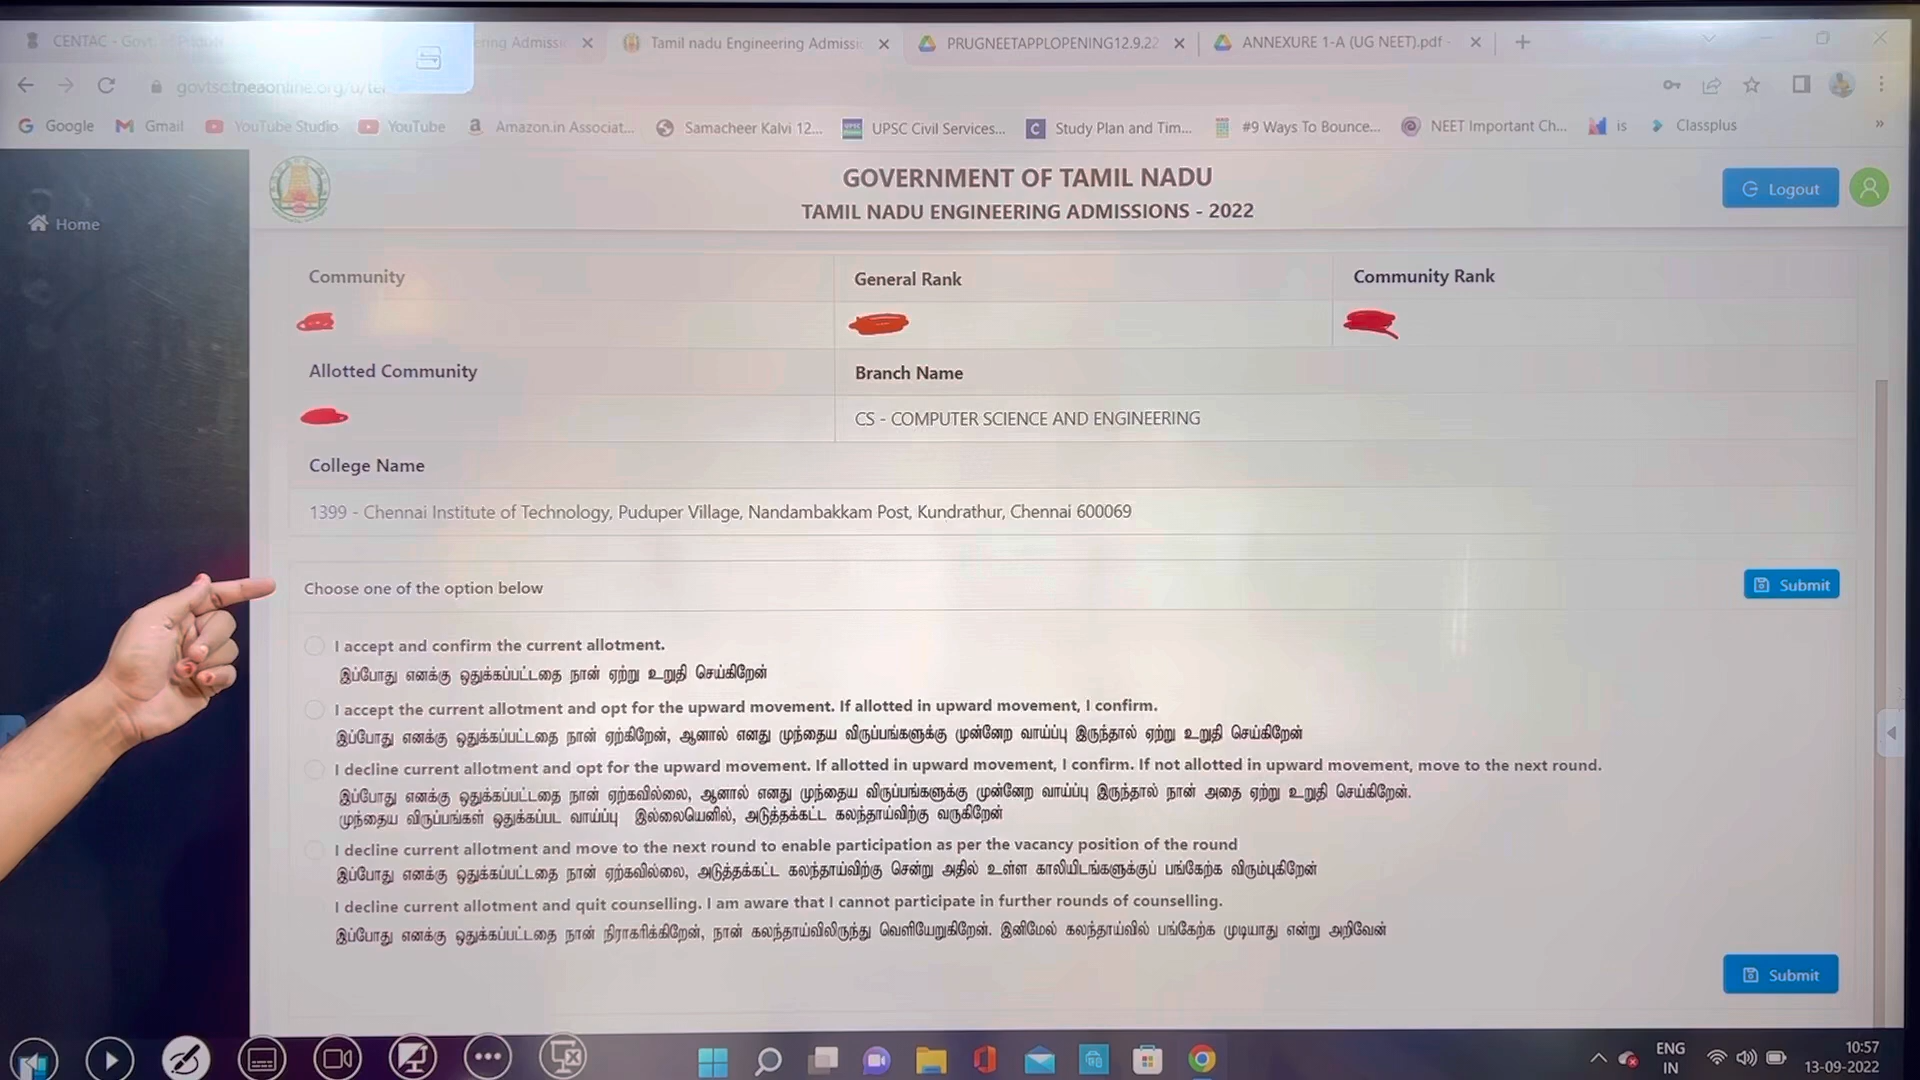 CENTAC - Govt.
ering Admissi
Tamil nadu Engineering Admissi
PRUGNEETAPPLOPENING12.9.22
ANNEXURE 1-A (UG NEET).pdf -
govtsc.tneaonline.org/u/ter
Google
Gmail
YouTube Studio
YouTube
Amazon.in Associat...
Samacheer Kalvi 12...
UPSC Civil Services...
Study Plan and Tim...
#9 Ways To Bounce...
NEET Important Ch...
is
Classplus
»
GOVERNMENT OF TAMIL NADU
TAMIL NADU ENGINEERING ADMISSIONS - 2022
Logout
Home
Community
General Rank
Community Rank
Allotted Community
Branch Name
CS - COMPUTER SCIENCE AND ENGINEERING
College Name
1399 - Chennai Institute of Technology, Puduper Village, Nandambakkam Post, Kundrathur, Chennai 600069
Choose one of the option below
Submit
I accept and confirm the current allotment.
இப்போது எனக்கு ஒதுக்கப்பட்டதை நான் ஏற்று உறுதி செய்கிறேன்
I accept the current allotment and opt for the upward movement. If allotted in upward movement, I confirm.
இப்போது எனக்கு ஒதுக்கப்பட்டதை நான் ஏற்கிறேன், ஆனால் எனது முந்தைய விருப்பங்களுக்கு முன்னேற வாய்ப்பு இருந்தால் ஏற்று உறுதி செய்கிறேன்
I decline current allotment and opt for the upward movement. If allotted in upward movement, I confirm. If not allotted in upward movement, move to the next round.
இப்போது எனக்கு ஒதுக்கப்பட்டதை நான் ஏற்கவில்லை, ஆனால் எனது முந்தைய விருப்பங்களுக்கு முன்னேற வாய்ப்பு இருந்தால் நான் அதை ஏற்று உறுதி செய்கிறேன்.
முந்தைய விருப்பங்கள் ஒதுக்கப்பட வாய்ப்பு இல்லையெனில், அடுத்தக்கட்ட கலந்தாய்விற்கு வருகிறேன்
I decline current allotment and move to the next round to enable participation as per the vacancy position of the round
இப்போது எனக்கு ஒதுக்கப்பட்டதை நான் ஏற்கவில்லை, அடுத்தக்கட்ட கலந்தாய்விற்கு சென்று அதில் உள்ள காலியிடங்களுக்குப் பங்கேற்க விரும்புகிறேன்
I decline current allotment and quit counselling. I am aware that I cannot participate in further rounds of counselling.
இப்போது எனக்கு ஒதுக்கப்பட்டதை நான் நிராகரிக்கிறேன், நான் கலந்தாய்விலிருந்து வெளியேறுகிறேன். இனிமேல் கலந்தாய்வில் பங்கேற்க முடியாது என்று அறிவேன்
Submit
ENG
IN
10:57
13-09-2022